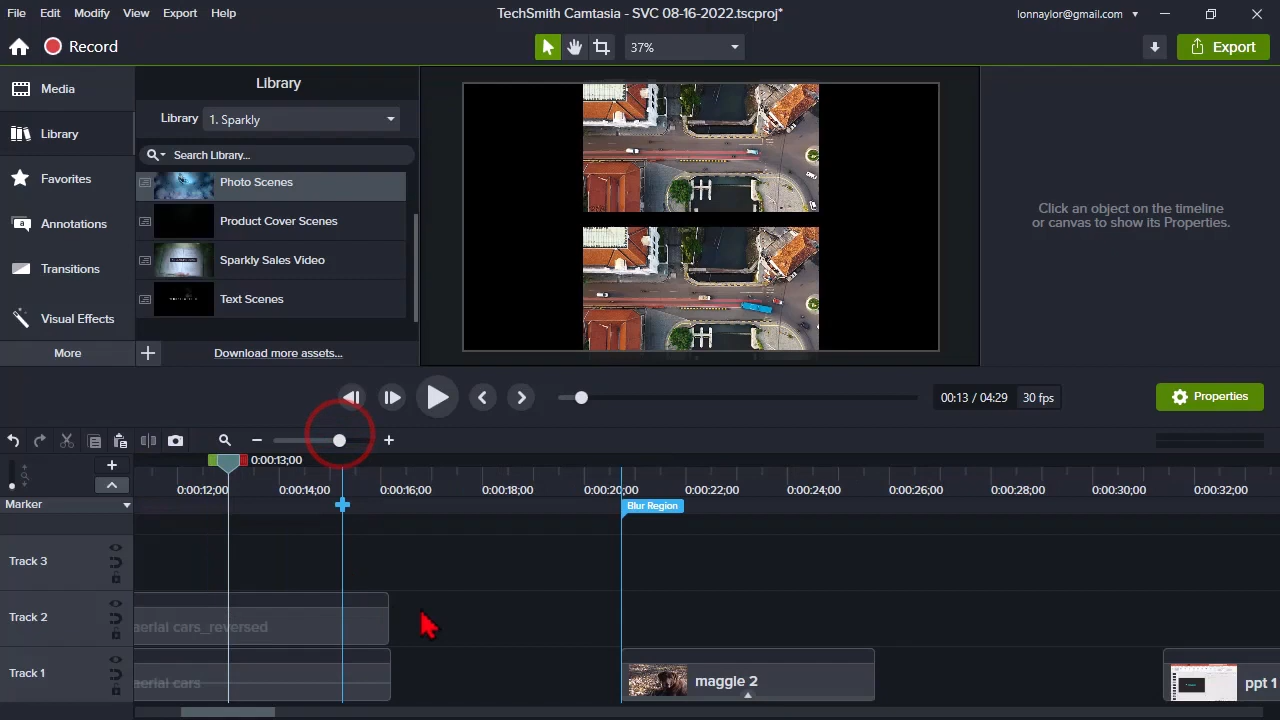 File Edit Modify View Export Help
TechSmith Camtasia - SVC 08-16-2022.tscproj*
lonnaylor@gmail.com
Record
37%
Export
Media
Library
Favorites
Annotations
Transitions
Visual Effects
More
Library
Library 1. Sparkly
Search Library...
Photo Scenes
Product Cover Scenes
Sparkly Sales Video
Text Scenes
Download more assets...
Click an object on the timeline
or canvas to show its Properties.
00:13 / 04:29 30 fps
Properties
0:00:13;00
0:00:12;00 0:00:14;00 0:00:16;00 0:00:18;00 0:00:20;00 0:00:22;00 0:00:24;00 0:00:26;00 0:00:28;00 0:00:30;00 0:00:32;00
Marker
Blur Region
Track 3
Track 2
aerial cars_reversed
Track 1
aerial cars
maggle 2
ppt 1